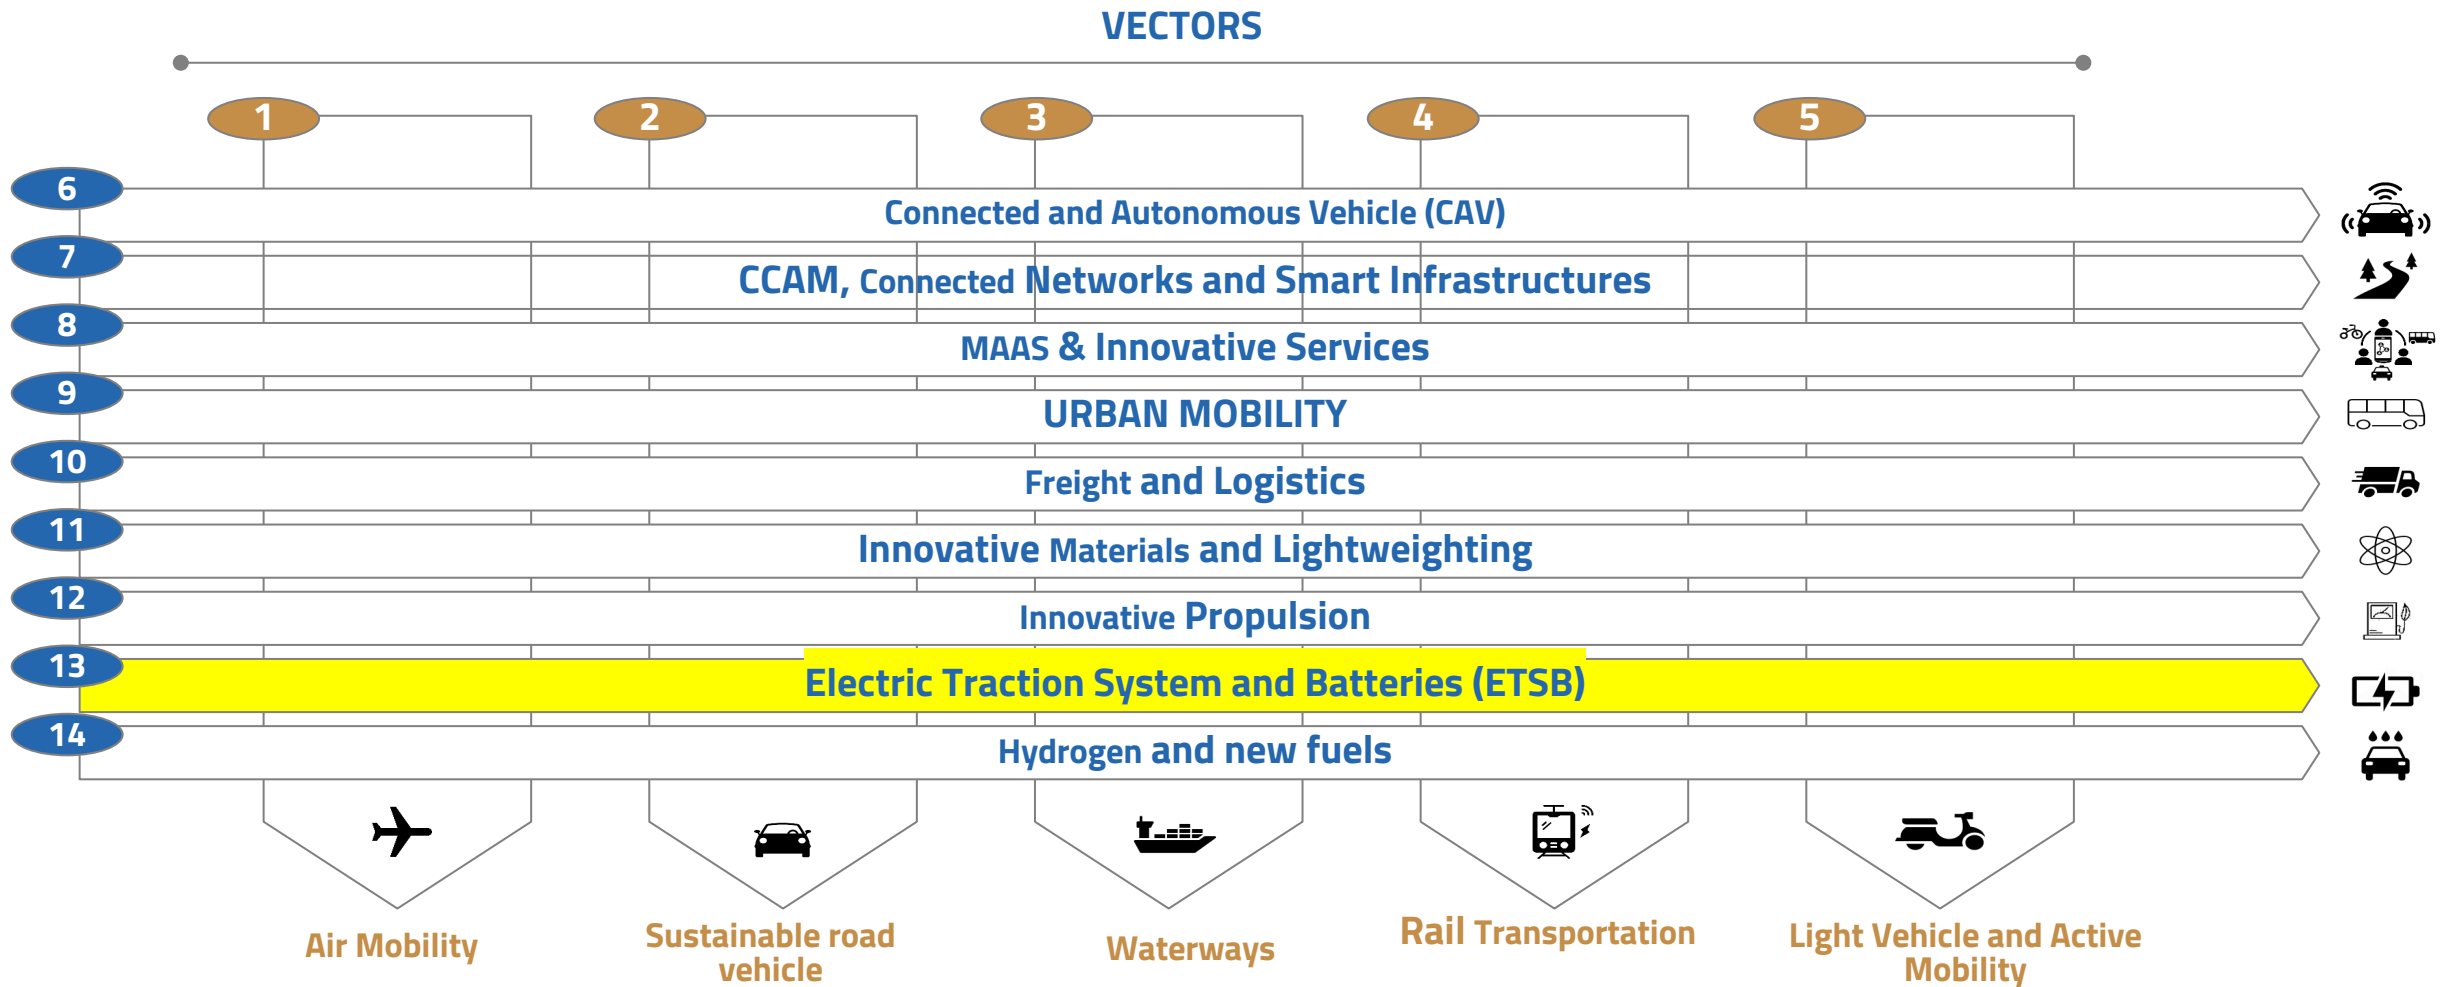 VECTORS
1
2
3
4
5
6
Connected and Autonomous Vehicle (CAV)
7
CCAM, Connected Networks and Smart Infrastructures
8
MAAS & Innovative Services
9
URBAN MOBILITY
10
Freight and Logistics
11
Innovative Materials and Lightweighting
12
Innovative Propulsion
13
Electric Traction System and Batteries (ETSB)
14
Hydrogen and new fuels
Air Mobility
Sustainable road
vehicle
Waterways
Rail Transportation
Light Vehicle and Active
Mobility